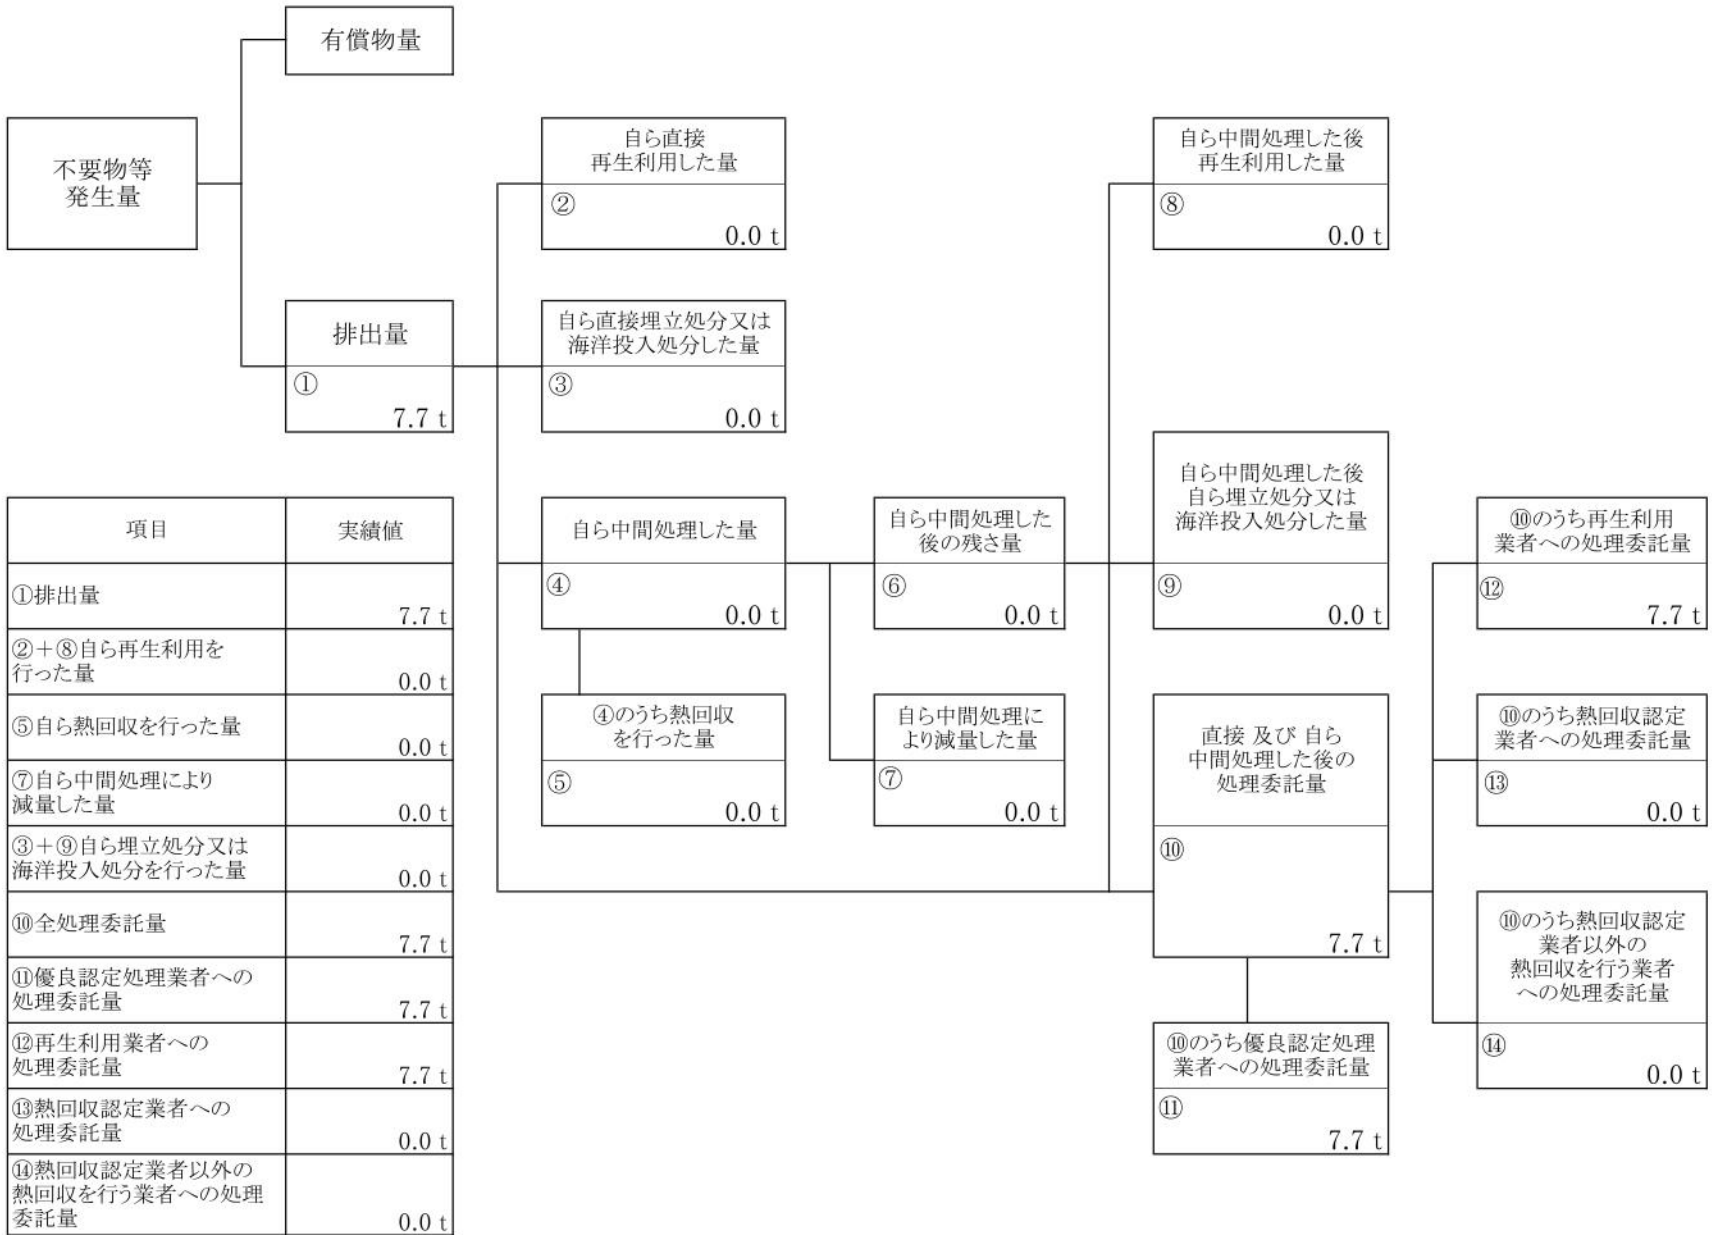 有償物量
不要物等
発生量
自ら直接
再生利用した量
②
0.0 t
自ら中間処理した後
再生利用した量
⑧
0.0 t
排出量
①
7.7 t
自ら直接埋立処分又は
海洋投入処分した量
③
0.0 t
自ら中間処理した量
④
0.0 t
自ら中間処理した
後の残さ量
⑥
0.0 t
自ら中間処理した後
自ら埋立処分又は
海洋投入処分した量
⑨
0.0 t
⑩のうち再生利用
業者への処理委託量
⑫
7.7 t
④のうち熱回収
を行った量
⑤
0.0 t
自ら中間処理に
より減量した量
⑦
0.0 t
直接 及び 自ら
中間処理した後の
処理委託量
⑩
7.7 t
⑩のうち熱回収認定
業者への処理委託量
⑬
0.0 t
⑩のうち熱回収認定
業者以外の
熱回収を行う業者
への処理委託量
⑭
0.0 t
⑩のうち優良認定処理
業者への処理委託量
⑪
7.7 t
項目 実績値
①排出量
7.7 t
②＋⑧自ら再生利用を
行った量
0.0 t
⑤自ら熱回収を行った量
0.0 t
⑦自ら中間処理により
減量した量
0.0 t
③＋⑨自ら埋立処分又は
海洋投入処分を行った量
0.0 t
⑩全処理委託量
7.7 t
⑪優良認定処理業者への
処理委託量
7.7 t
⑫再生利用業者への
処理委託量
7.7 t
⑬熱回収認定業者への
処理委託量
0.0 t
⑭熱回収認定業者以外の
熱回収を行う業者への処理
委託量
0.0 t